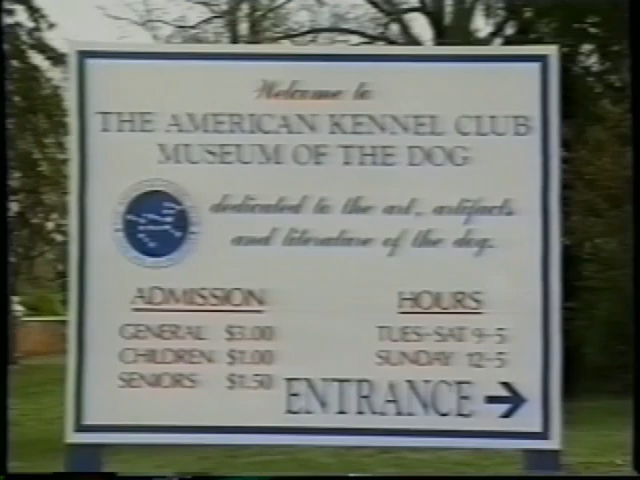 Welcome to
THE AMERICAN KENNEL CLUB
MUSEUM OF THE DOG
dedicated to the art, artifacts
and literature of the dog.
ADMISSION
GENERAL $3.00
CHILDREN $1.00
SENIORS $1.50
HOURS
TUES-SAT 9-5
SUNDAY 12-5
ENTRANCE →